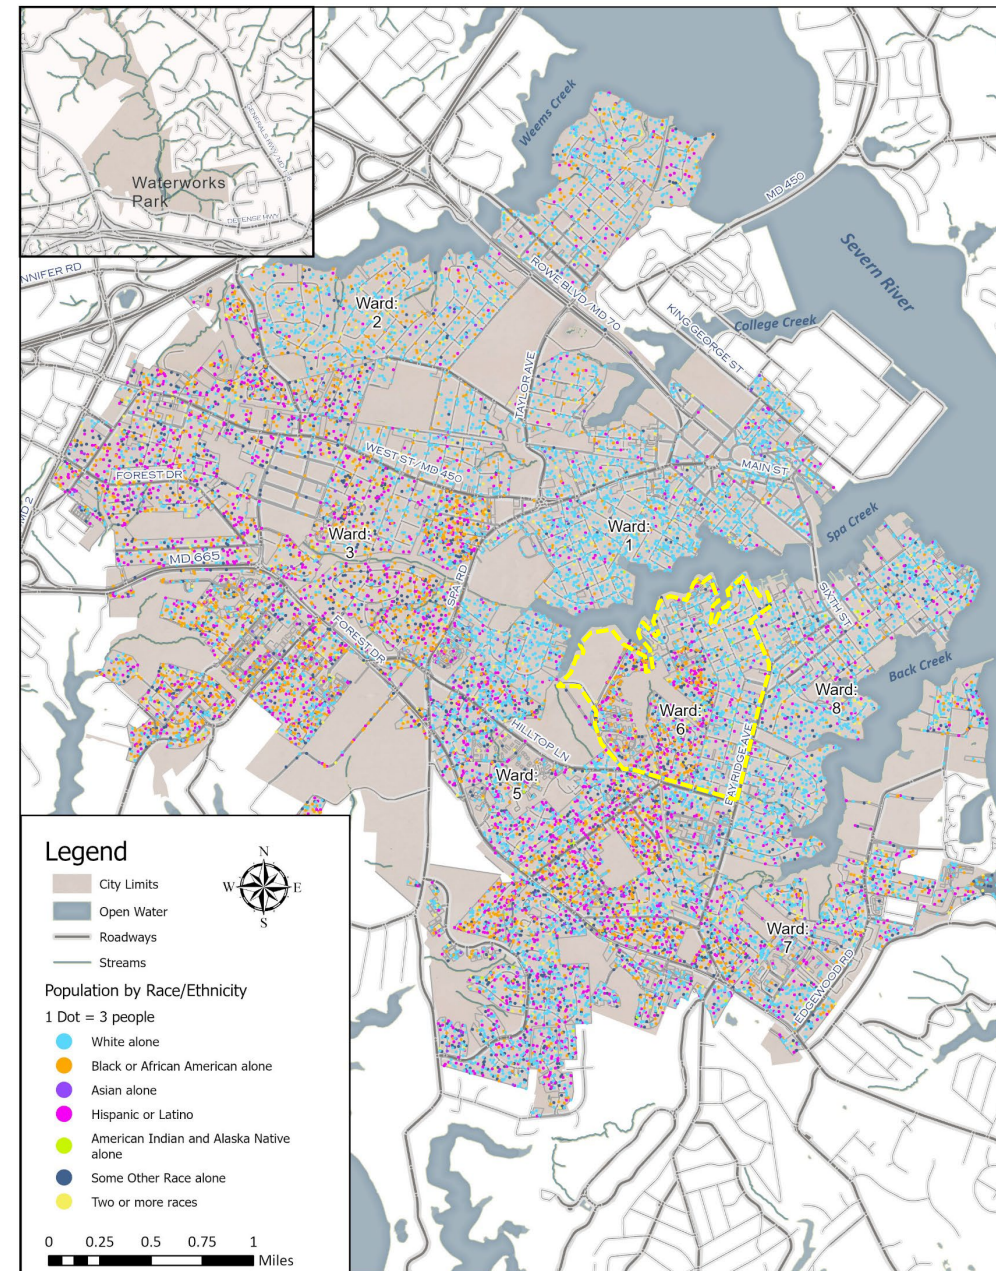 Waterworks
Park
GENERALS HWY/MD 178
DEFENSE HWY
Weems Creek
MD 450
Severn River
NNIFER RD
ROWE BLVD/MD 70
Ward:
2
KING GEORGE ST
College Creek
TAYLOR AVE
WEST ST/MD 450
MAIN ST
FOREST DR
MD 2
Spa Creek
Ward:
1
Ward:
3
MD 665
SPA RD
SIXTH ST
FOREST DR
Back Creek
Ward:
8
Ward:
6
HILLTOP LN
BAY RIDGE AVE
Ward:
5
Ward:
7
EDGEWOOD RD
Legend
N
W
E
S
City Limits
Open Water
Roadways
Streams
Population by Race/Ethnicity
1 Dot = 3 people
White alone
Black or African American alone
Asian alone
Hispanic or Latino
American Indian and Alaska Native
alone
Some Other Race alone
Two or more races
0 0.25 0.5 0.75 1
Miles